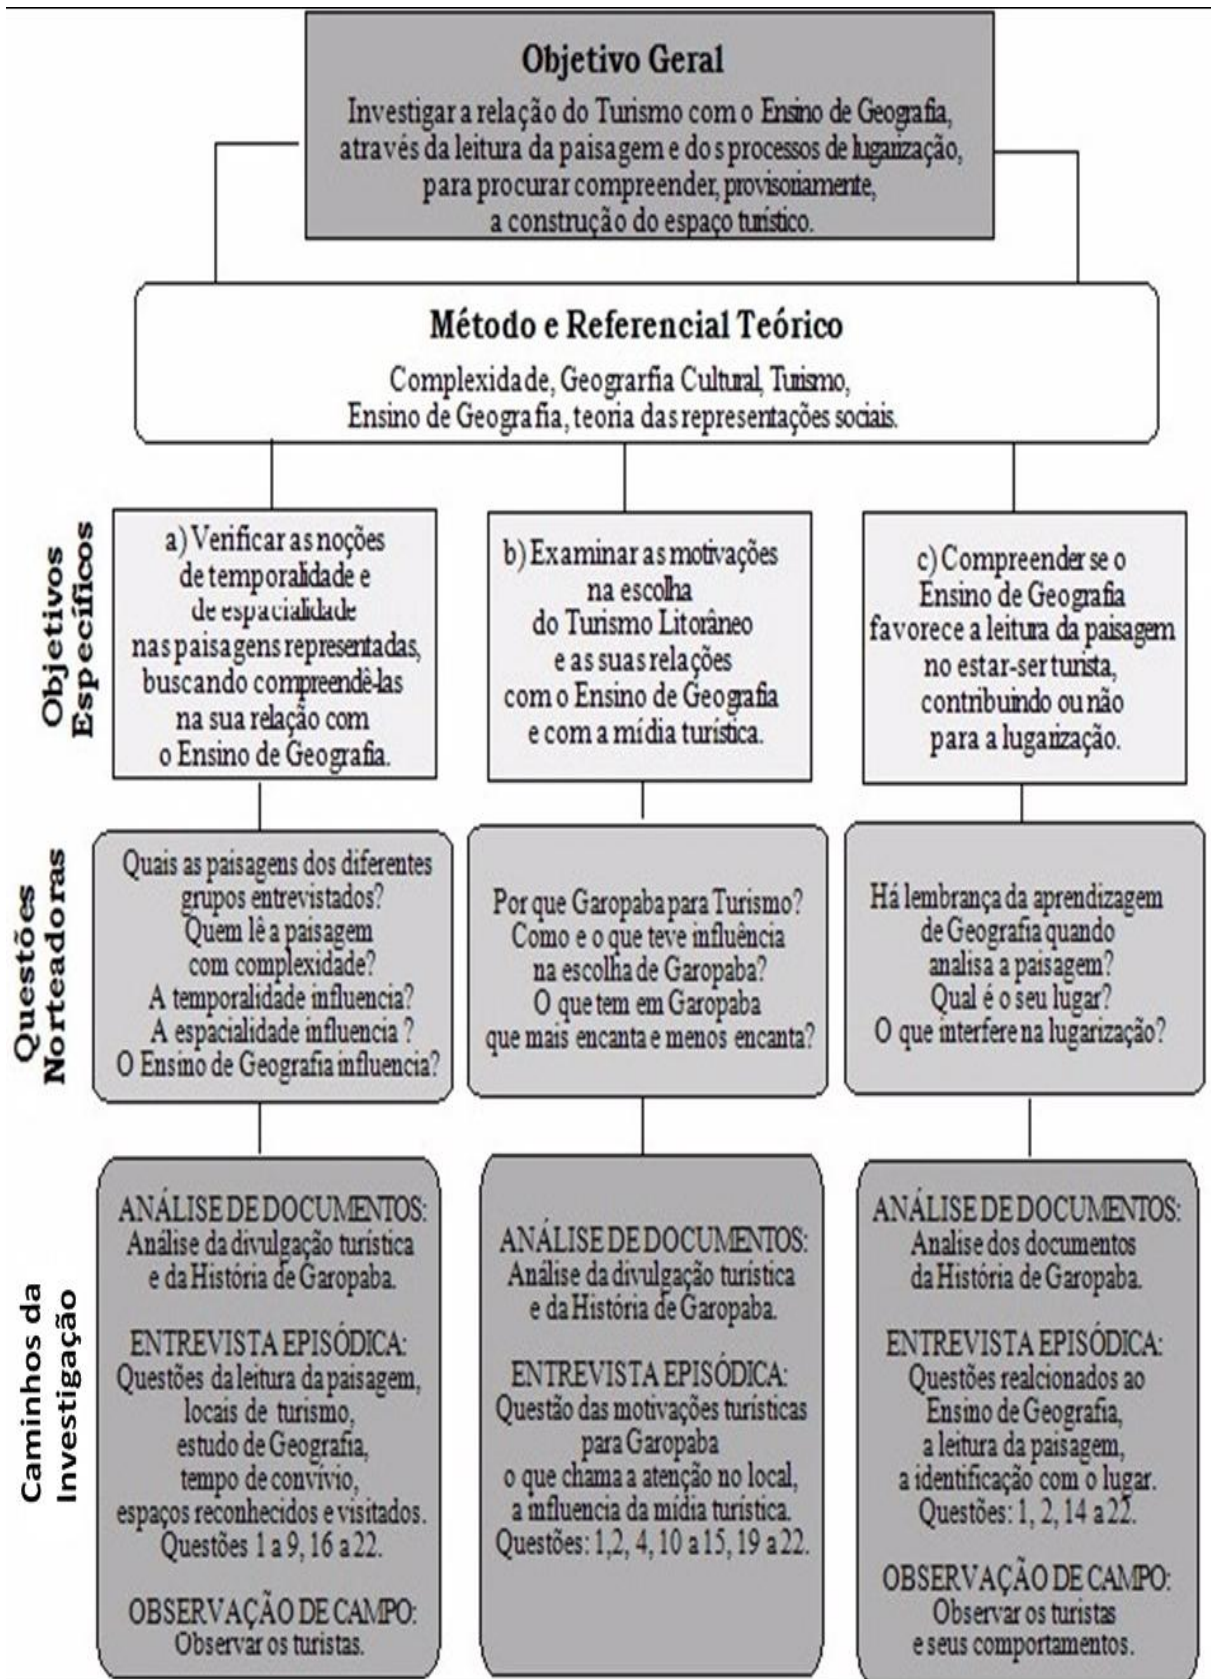 Objetivo Geral
Investigar a relação do Turismo com o Ensino de Geografia,
através da leitura da paisagem e dos processos de lugarização,
para procurar compreender, provisoriamente,
a construção do espaço turístico.
Método e Referencial Teórico
Complexidade, Geograrfia Cultural, Turismo,
Ensino de Geografia, teoria das representações sociais.
Objetivos
Específicos
a) Verificar as noções
de temporalidade e
de espacialidade
nas paisagens representadas,
buscando compreendê-las
na sua relação com
o Ensino de Geografia.
b) Examinar as motivações
na escolha
do Turismo Litorâneo
e as suas relações
com o Ensino de Geografia
e com a mídia turística.
c) Compreender se o
Ensino de Geografia
favorece a leitura da paisagem
no estar-ser turista,
contribuindo ou não
para a lugarização.
Questões
Norteadoras
Quais as paisagens dos diferentes
grupos entrevistados?
Quem lê a paisagem
com complexidade?
A temporalidade influencia?
A espacialidade influencia ?
O Ensino de Geografia influencia?
Por que Garopaba para Turismo?
Como e o que teve influência
na escolha de Garopaba?
O que tem em Garopaba
que mais encanta e menos encanta?
Há lembrança da aprendizagem
de Geografia quando
analisa a paisagem?
Qual é o seu lugar?
O que interfere na lugarização?
Caminhos da
Investigação
ANÁLISE DE DOCUMENTOS:
Análise da divulgação turística
e da História de Garopaba.
ENTREVISTA EPISÓDICA:
Questões da leitura da paisagem,
locais de turismo,
estudo de Geografia,
tempo de convívio,
espaços reconhecidos e visitados.
Questões 1 a 9, 16 a 22.
OBSERVAÇÃO DE CAMPO:
Observar os turistas.
ANÁLISE DE DOCUMENTOS:
Análise da divulgação turística
e da História de Garopaba.
ENTREVISTA EPISÓDICA:
Questão das motivações turísticas
para Garopaba
o que chama a atenção no local,
a influencia da mídia turística.
Questões: 1,2, 4, 10 a 15, 19 a 22.
ANÁLISE DE DOCUMENTOS:
Analise dos documentos
da História de Garopaba.
ENTREVISTA EPISÓDICA:
Questões realcionados ao
Ensino de Geografia,
a leitura da paisagem,
a identificação com o lugar.
Questões: 1, 2, 14 a 22.
OBSERVAÇÃO DE CAMPO:
Observar os turistas
e seus comportamentos.